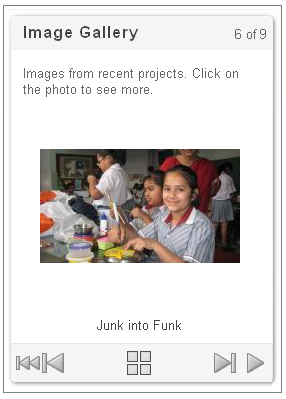 Image Gallery 6 of 9
Images from recent projects. Click on
the photo to see more.
Junk into Funk